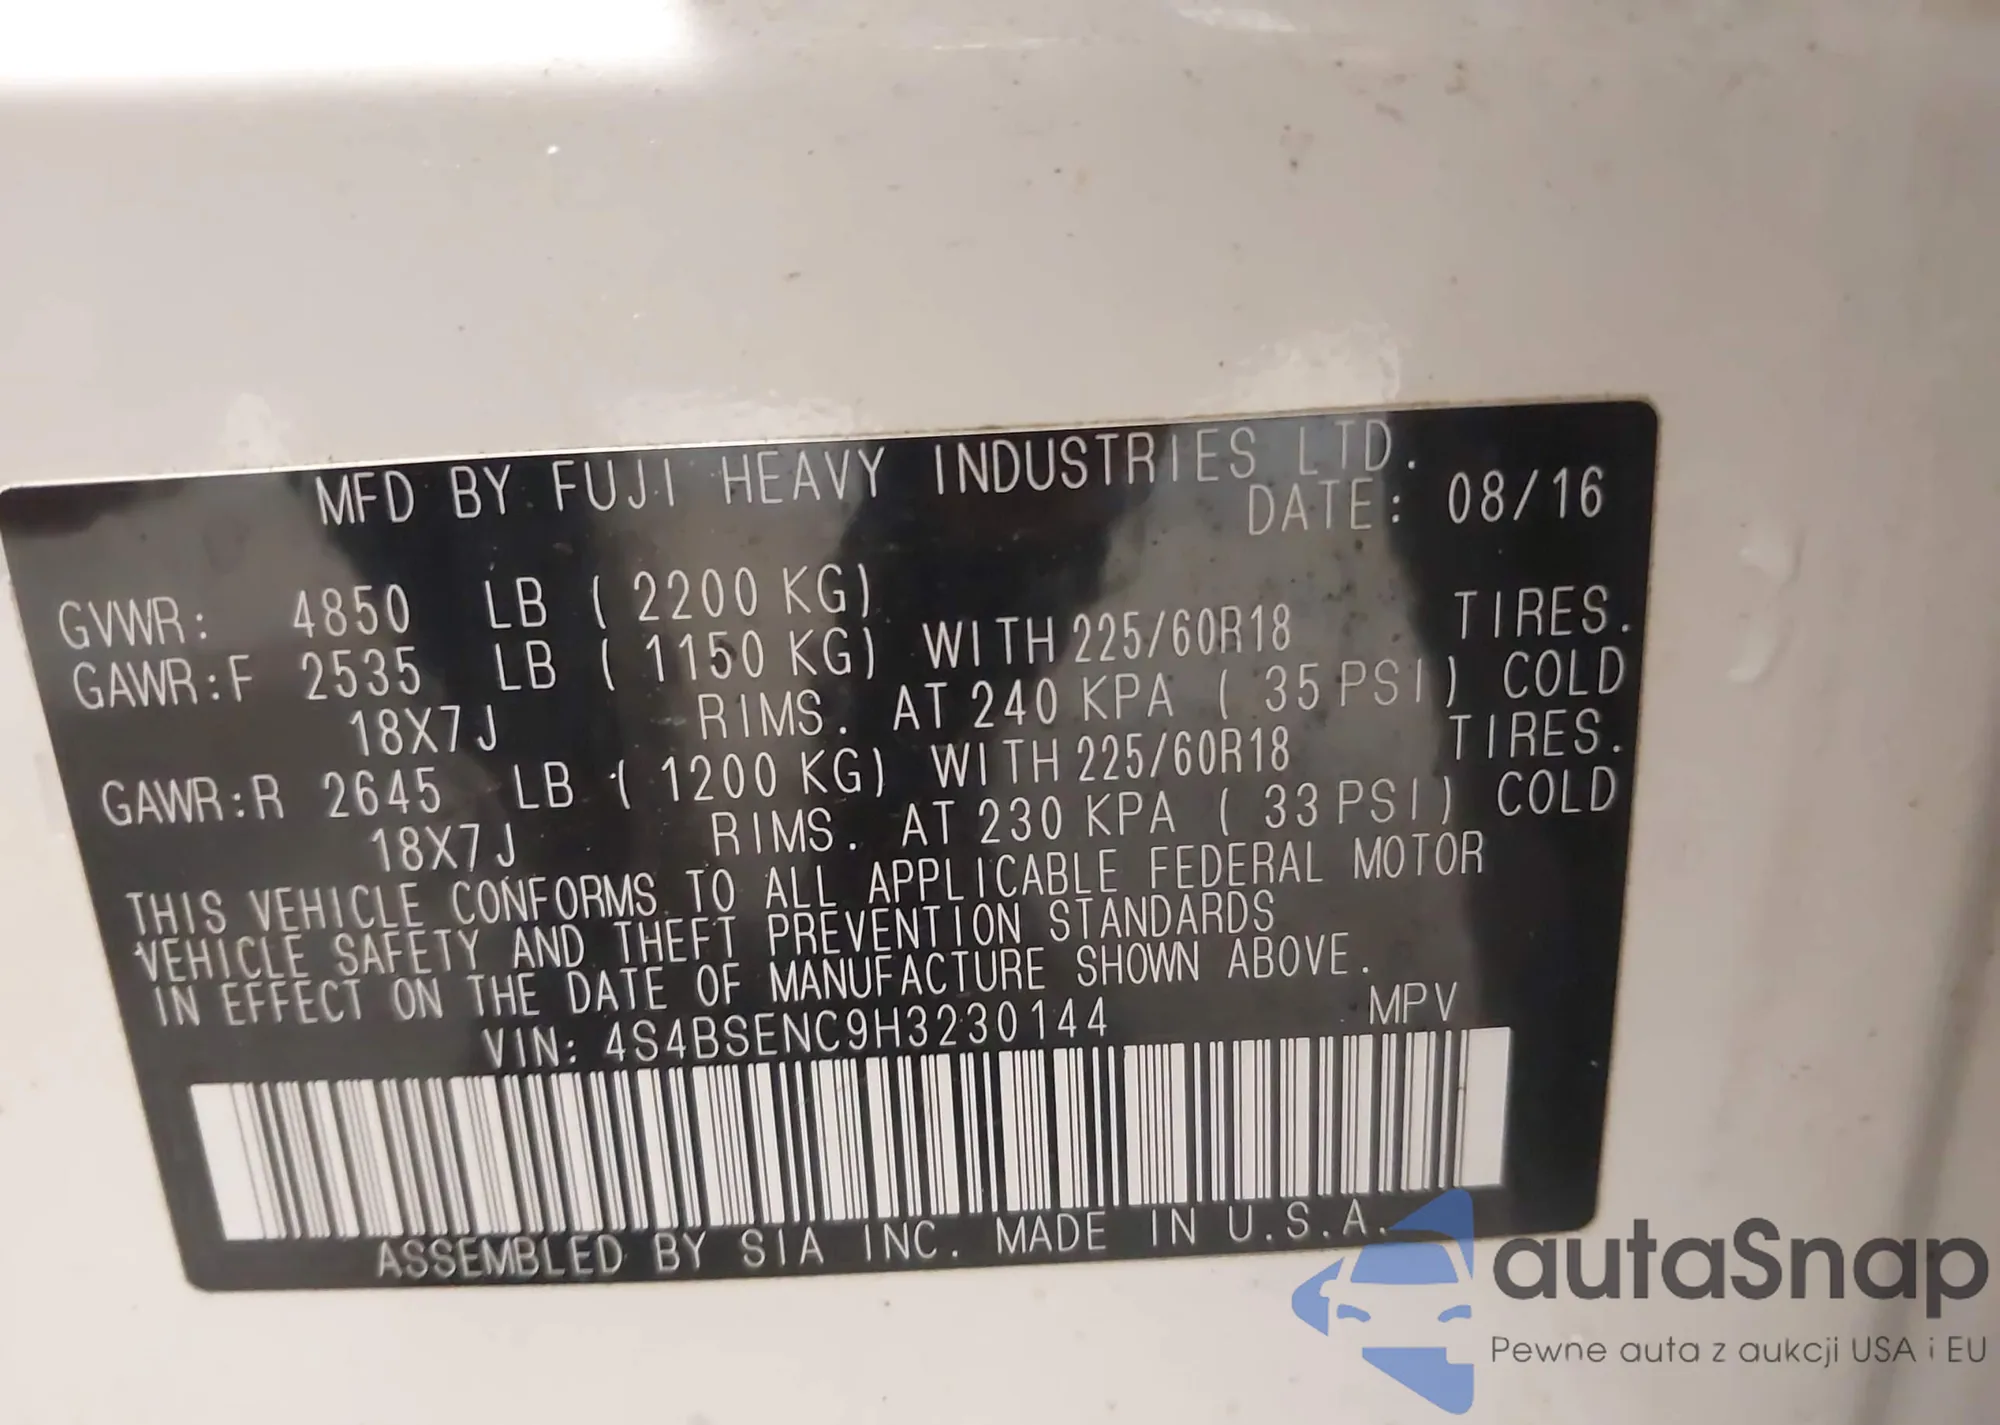 MFD BY FUJI HEAVY INDUSTRIES LTD.
DATE: 08/16
GVWR: 4850 LB ( 2200 KG)
GAWR:F 2535 LB ( 1150 KG) WITH 225/60R18 TIRES.
18X7J RIMS. AT 240 KPA ( 35 PSI) COLD
GAWR:R 2645 LB ( 1200 KG) WITH 225/60R18 TIRES.
18X7J RIMS. AT 230 KPA ( 33 PSI) COLD
THIS VEHICLE CONFORMS TO ALL APPLICABLE FEDERAL MOTOR
VEHICLE SAFETY AND THEFT PREVENTION STANDARDS
IN EFFECT ON THE DATE OF MANUFACTURE SHOWN ABOVE.
VIN: 4S4BSENC9H3230144 MPV
ASSEMBLED BY SIA INC. MADE IN U.S.A.
autaSnap
Pewne auta z aukcji USA i EU